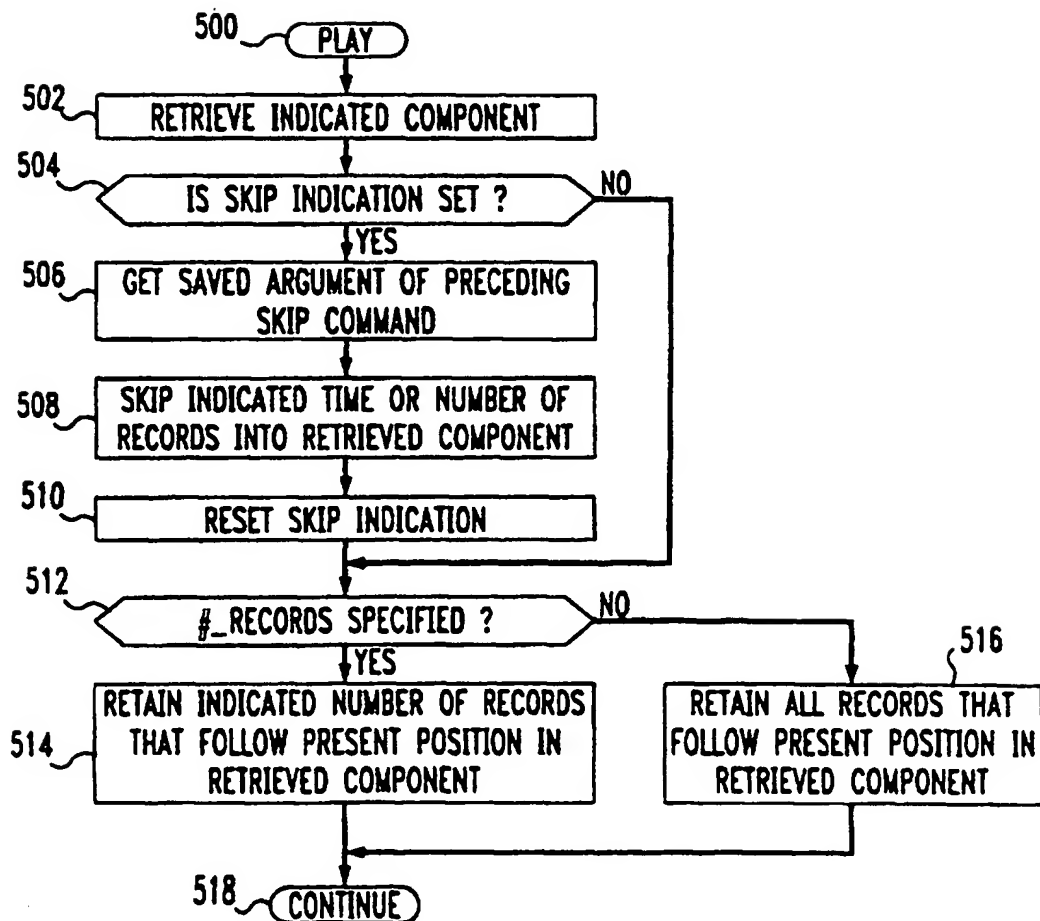 500
PLAY
502
RETRIEVE INDICATED COMPONENT
504
IS SKIP INDICATION SET ?
NO
YES
506
GET SAVED ARGUMENT OF PRECEDING
SKIP COMMAND
508
SKIP INDICATED TIME OR NUMBER OF
RECORDS INTO RETRIEVED COMPONENT
510
RESET SKIP INDICATION
512
#_RECORDS SPECIFIED ?
NO
YES
514
RETAIN INDICATED NUMBER OF RECORDS
THAT FOLLOW PRESENT POSITION IN
RETRIEVED COMPONENT
516
RETAIN ALL RECORDS THAT
FOLLOW PRESENT POSITION IN
RETRIEVED COMPONENT
518
CONTINUE